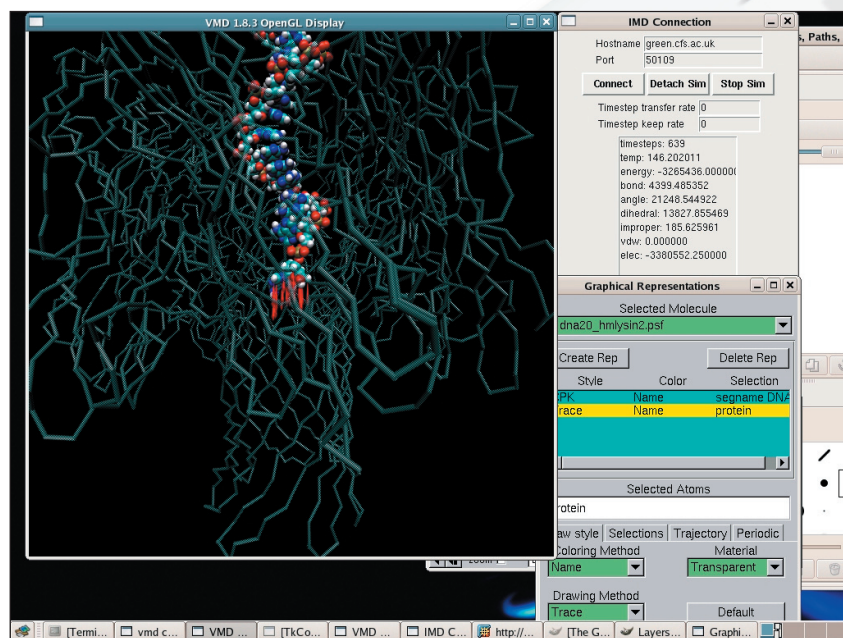 VMD 1.8.3 OpenGL Display
IMD Connection
Hostname green.cfs.ac.uk
Port 50109
Connect Detach Sim Stop Sim
Timestep transfer rate 0
Timestep keep rate 0
timesteps: 639
temp: 146.202011
energy: -3265436.00000
bond: 4399.485352
angle: 21248.544922
dihedral: 13827.855469
improper: 185.625961
vdw: 0.000000
elec: -3380552.250000
s, Paths,
Graphical Representations
Selected Molecule
dna20_hmlysin2.psf
Create Rep Delete Rep
Style Color Selection
CPK Name segname DNA
race Name protein
Selected Atoms
rotein
aw style Selections Trajectory Periodic
Coloring Method Material
Name Transparent
Drawing Method
Trace Default
[Termi... vmd c... VMD ... [TkCo... VMD ... IMD C... http:/... [The G... Layers... Graphi...